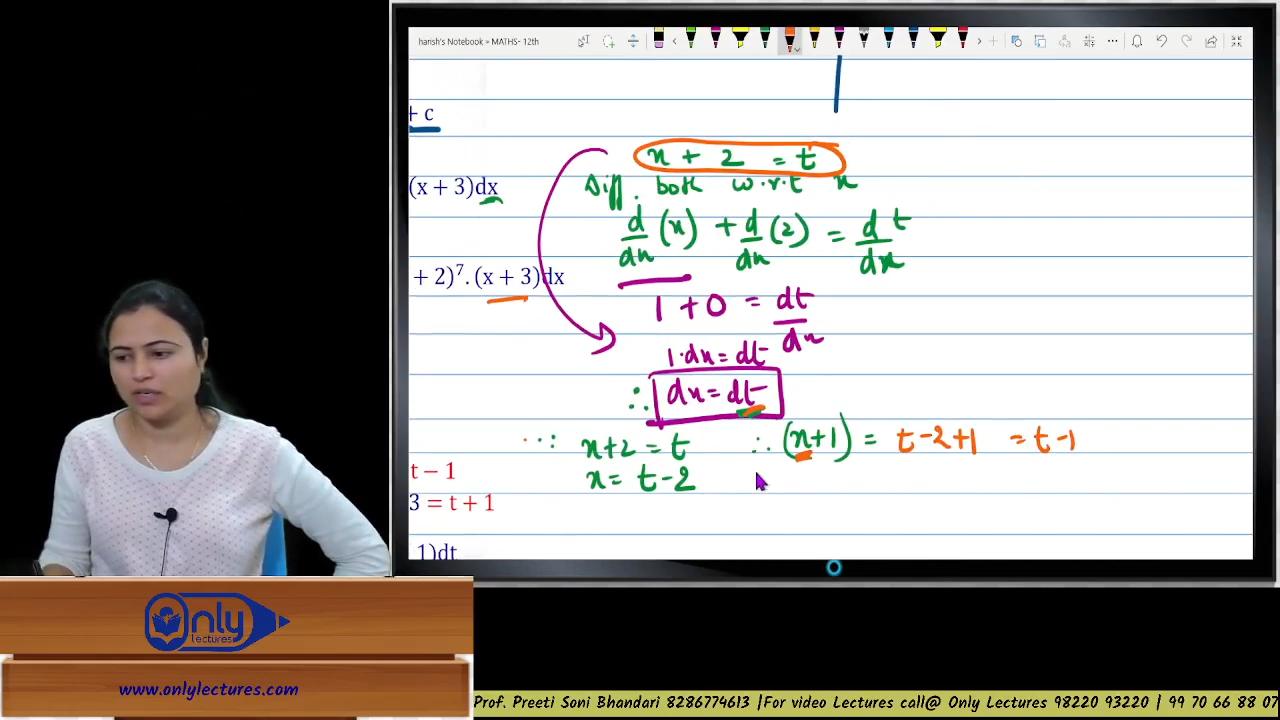 harish's Notebook » MATHS- 12th
+ c
x + 2 = t
Diff. both w.r.t x
(x + 3)dx
d/dx (x) + d/dx (2) = d t/dx
+ 2)⁷. (x + 3)dx
1 + 0 = dt/dx
1·dx = dt
∴ dx = dt
∵ x+2 = t ∴ (x+1) = t-2+1 = t-1
x = t-2
t − 1
3 = t + 1
1)dt
Only
lectures
www.onlylectures.com
Prof. Preeti Soni Bhandari 8286774613 |For video Lectures call@ Only Lectures 98220 93220 | 99 70 66 88 07